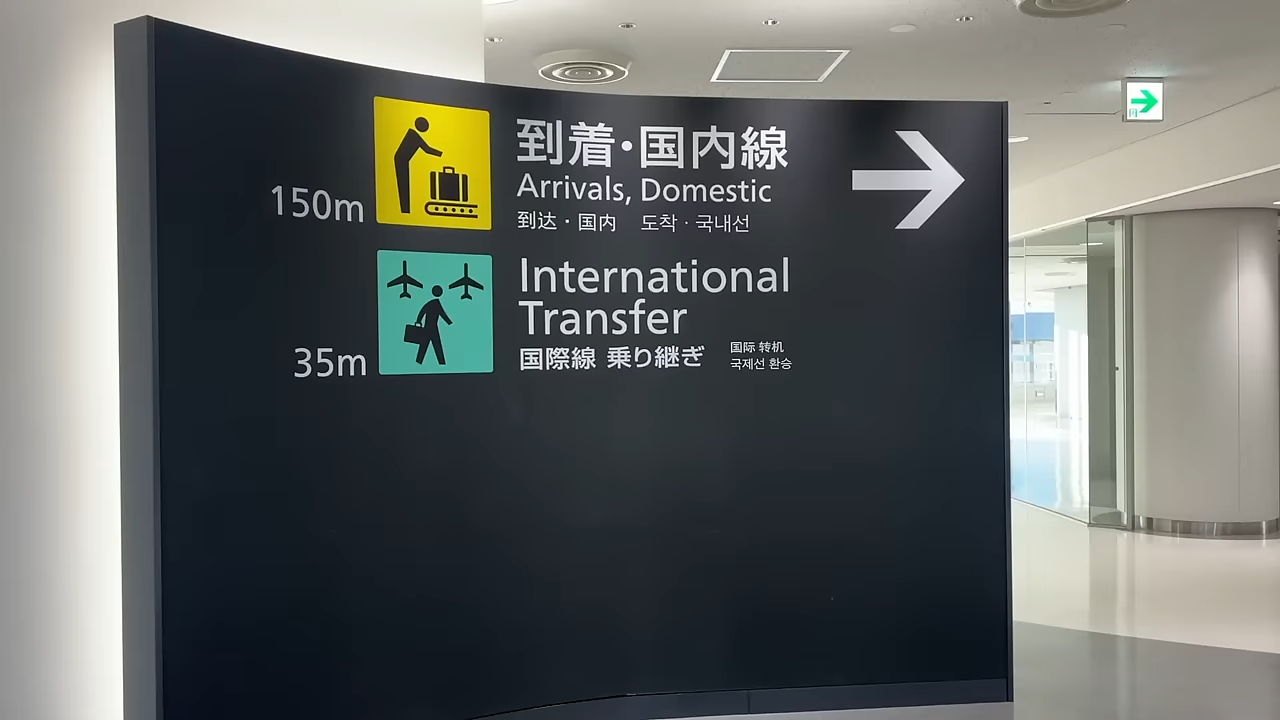 150m
到着・国内線
Arrivals, Domestic
到达・国内 도착・국내선
35m
International
Transfer
国際線 乗り継ぎ
国际 转机
국제선 환승